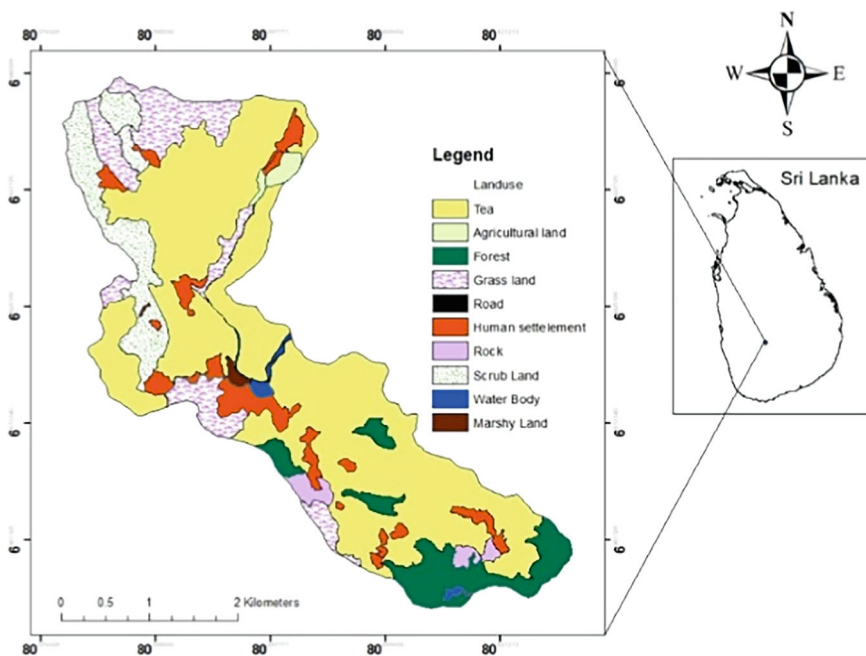 80 80 80 80 80
N
W E
S
6
6
6
6
6
Legend
Landuse
Tea
Agricultural land
Forest
Grass land
Road
Human settelement
Rock
Scrub Land
Water Body
Marshy Land
Sri Lanka
6
6
6
6
6
0 0.5 1 2 Kilometers
80 80 80 80 80